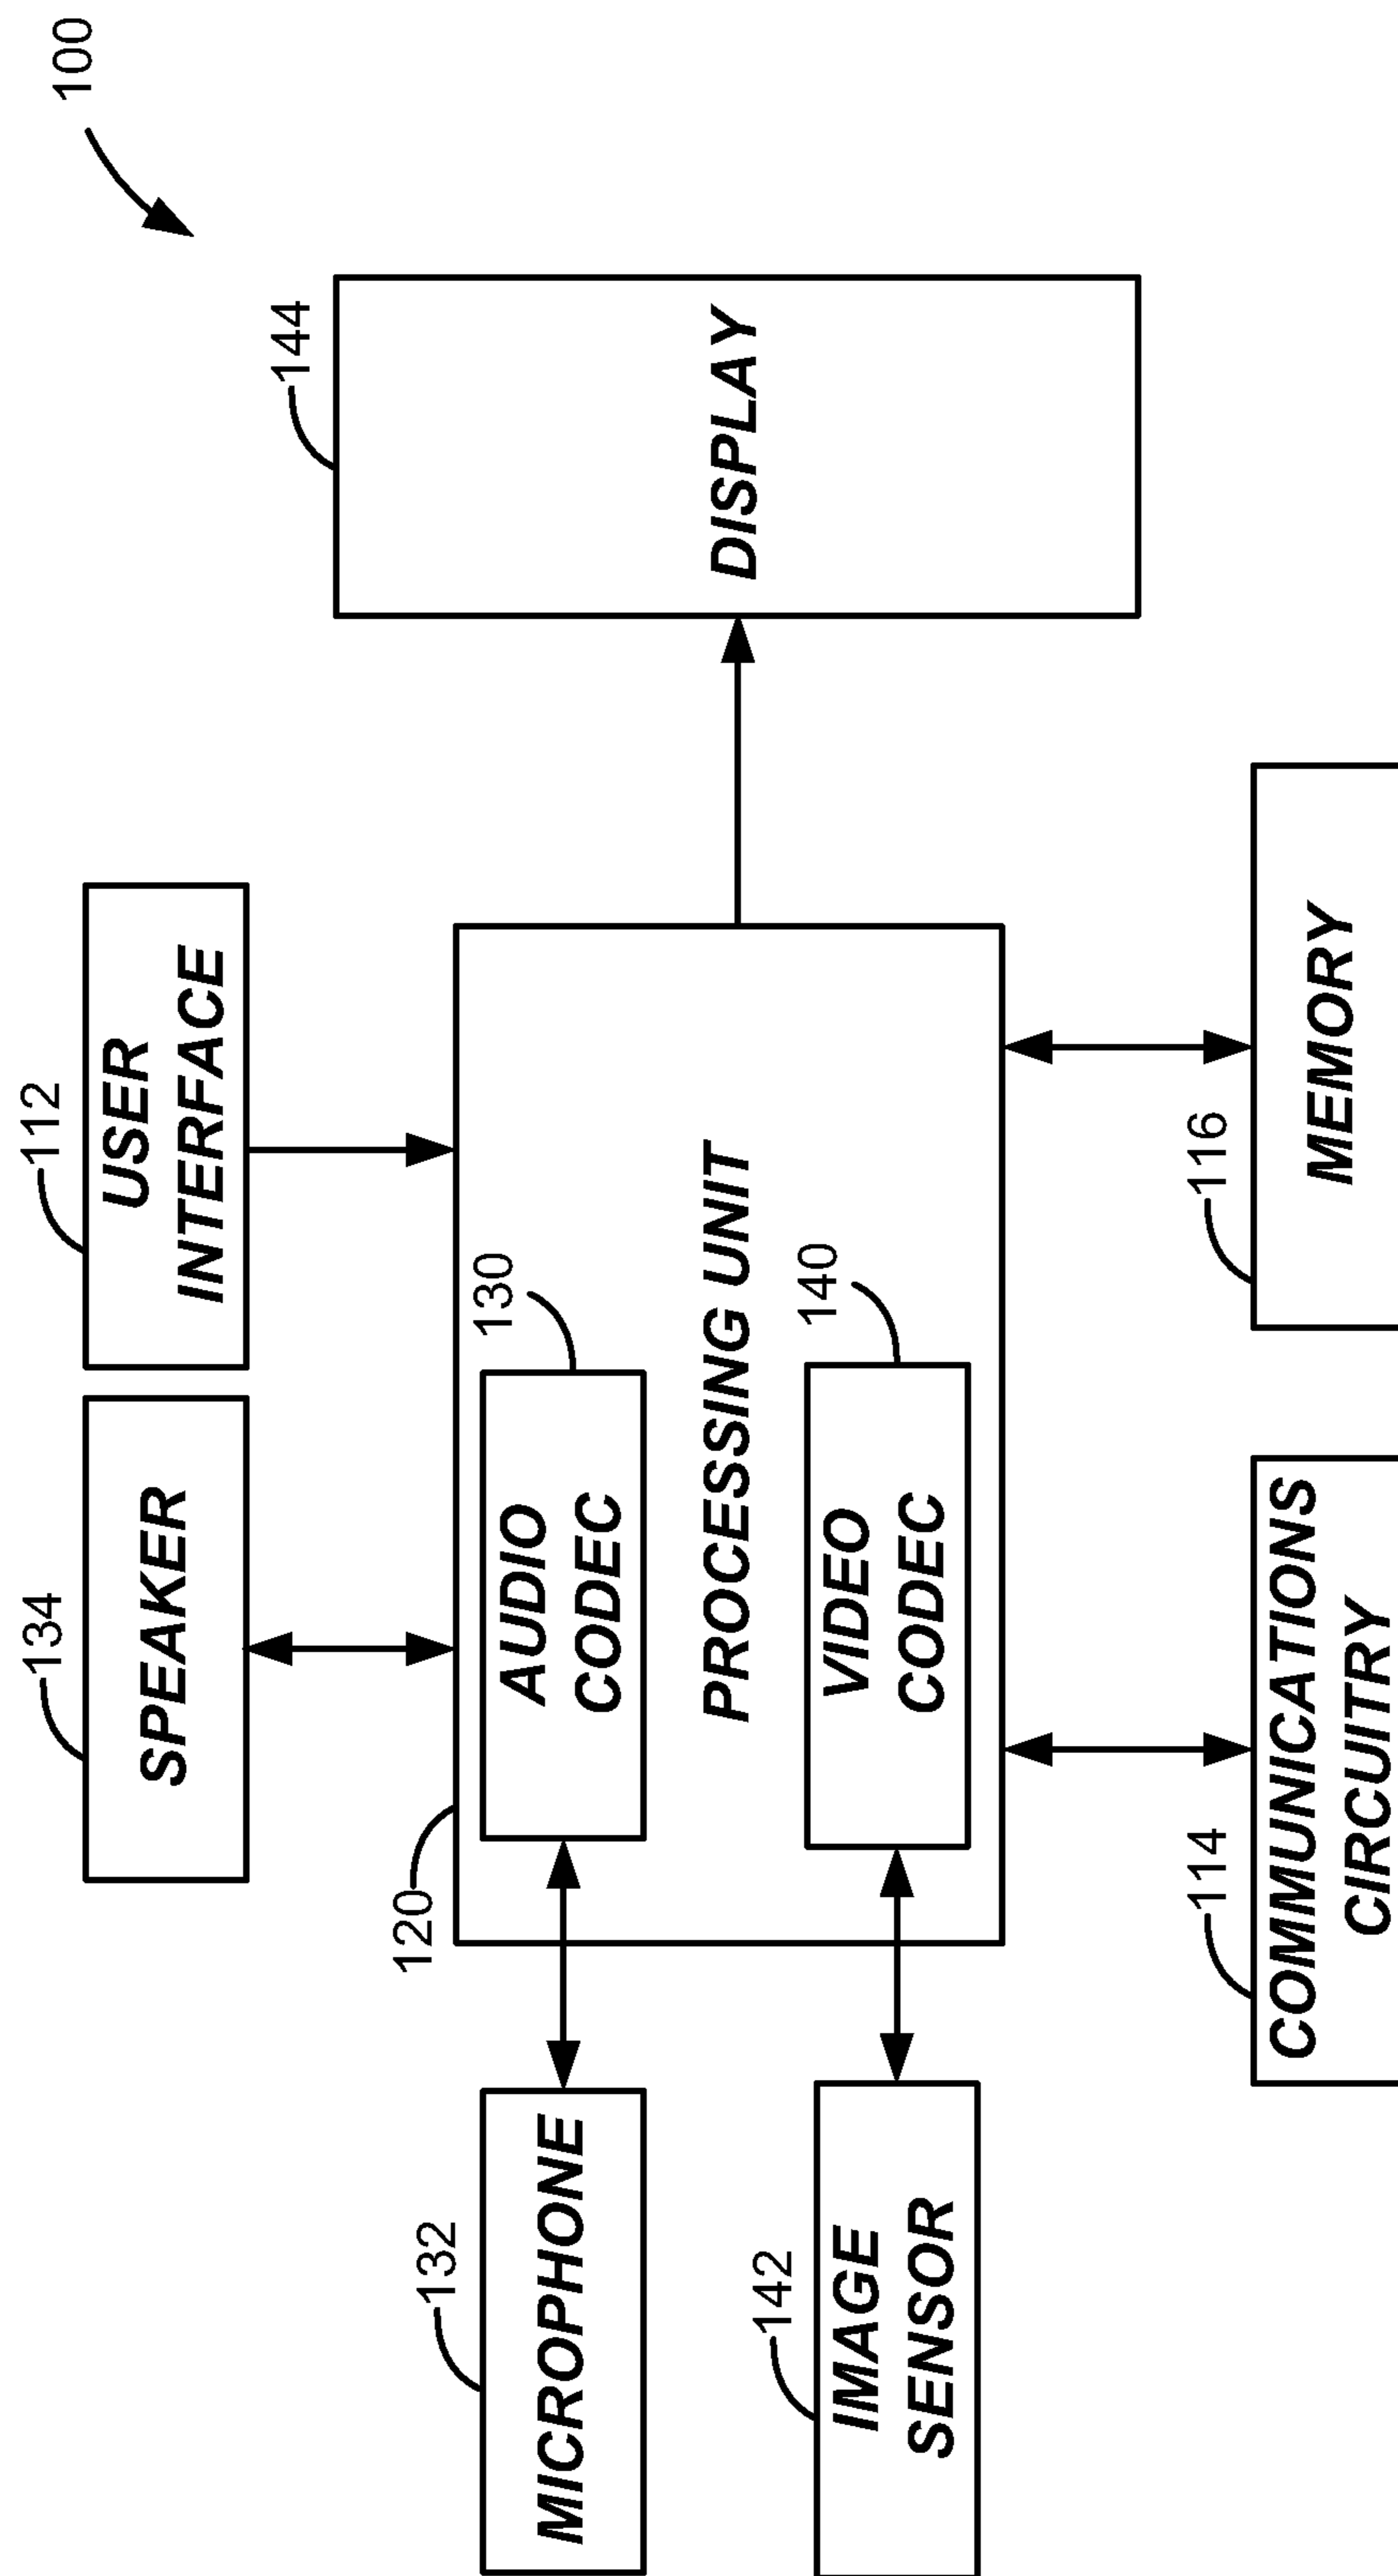 100
134
SPEAKER
112
USER
INTERFACE
144
DISPLAY
120
132
MICROPHONE
130
AUDIO
CODEC
PROCESSING UNIT
142
IMAGE
SENSOR
140
VIDEO
CODEC
114
COMMUNICATIONS
CIRCUITRY
116
MEMORY